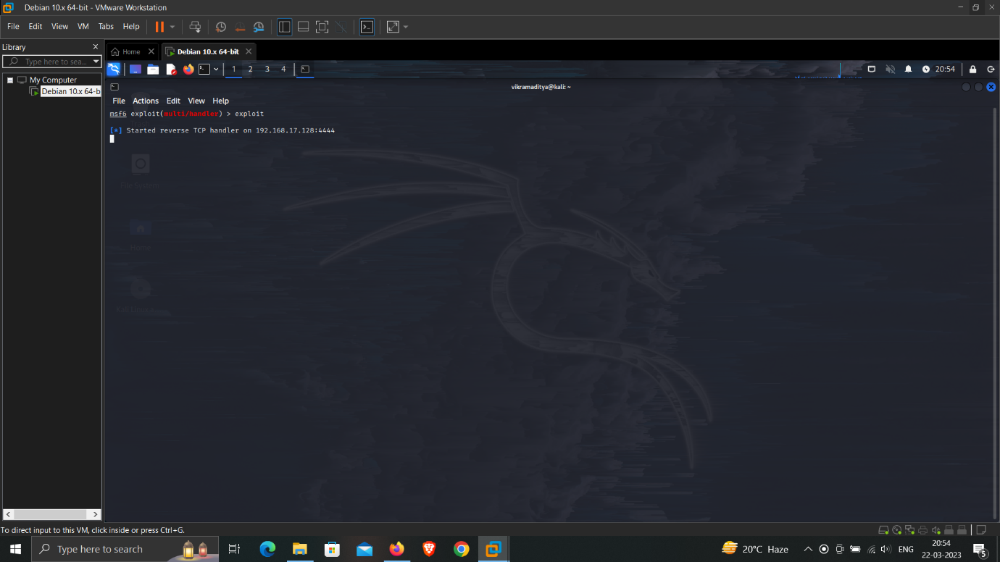 Debian 10.x 64-bit - VMware Workstation
File Edit View VM Tabs Help
Library
Type here to sea...
My Computer
Debian 10.x 64-b
Home
Debian 10.x 64-bit
1 2 3 4
20:54
vikramaditya@kali: ~
File Actions Edit View Help
msf6 exploit(multi/handler) > exploit
[*] Started reverse TCP handler on 192.168.17.128:4444
File System
Home
To direct input to this VM, click inside or press Ctrl+G.
Type here to search
20°C Haze
ENG
20:54
22-03-2023
5